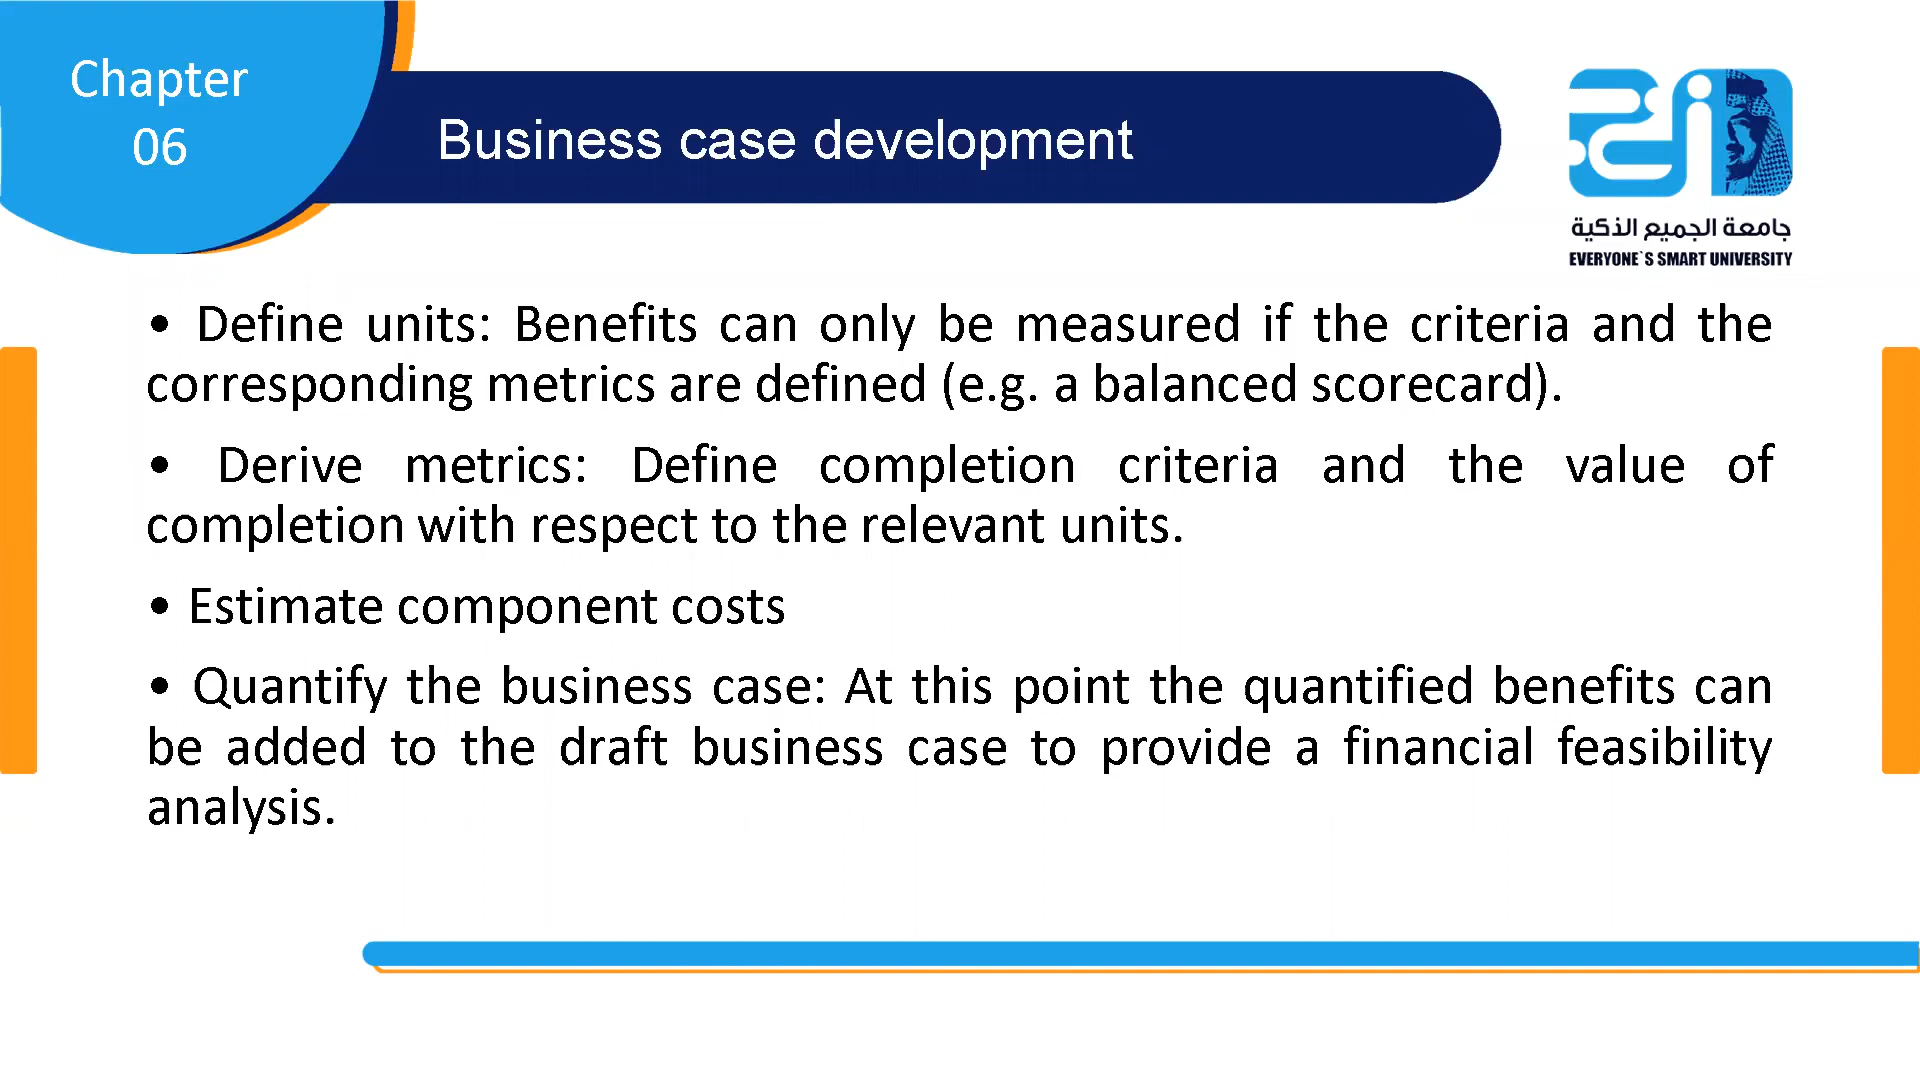 Chapter
06
Business case development
جامعة الجميع الذكية
EVERYONE`S SMART UNIVERSITY
• Define units: Benefits can only be measured if the criteria and the
corresponding metrics are defined (e.g. a balanced scorecard).
• Derive metrics: Define completion criteria and the value of
completion with respect to the relevant units.
• Estimate component costs
• Quantify the business case: At this point the quantified benefits can
be added to the draft business case to provide a financial feasibility
analysis.